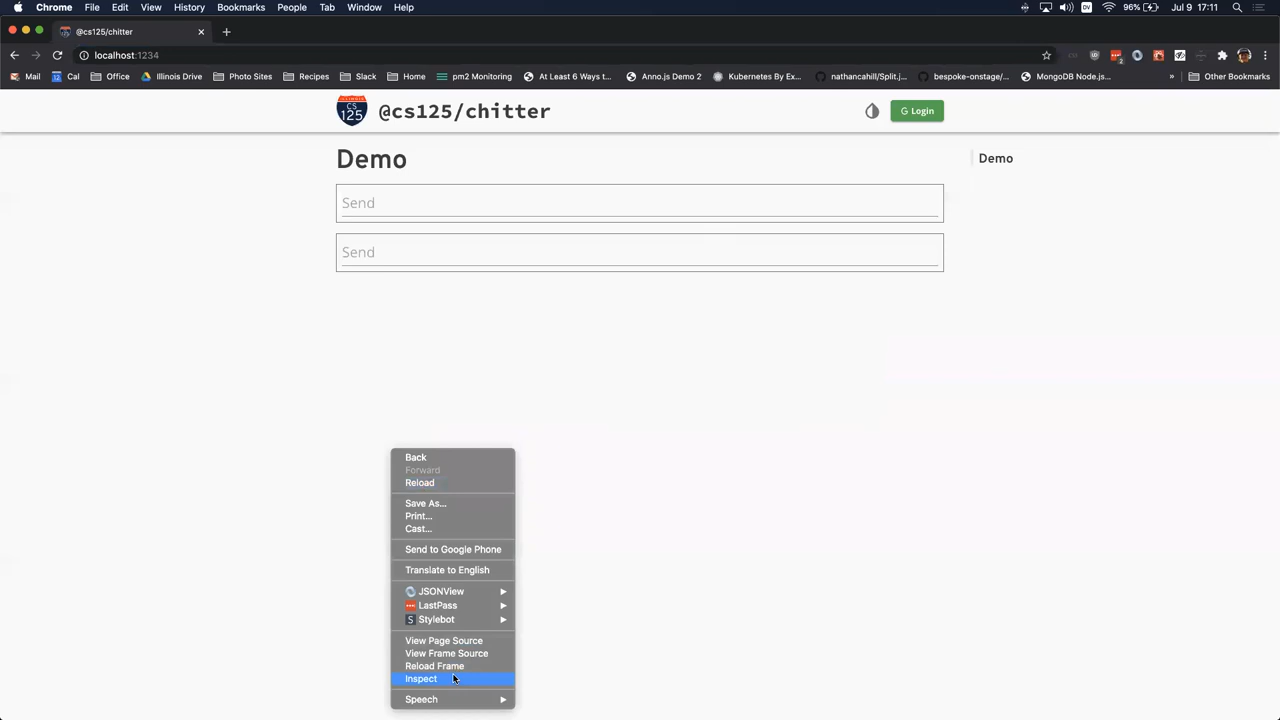 Chrome File Edit View History Bookmarks People Tab Window Help DV 96% Jul 9 17:11
@cs125/chitter
localhost:1234
Mail Cal Office Illinois Drive Photo Sites Recipes Slack Home pm2 Monitoring At Least 6 Ways t... Anno.js Demo 2 Kubernetes By Ex... nathancahill/Split.j... bespoke-onstage/... MongoDB Node.js... » Other Bookmarks
ILLINOIS CS 125 @cs125/chitter G Login
Demo Demo
Send
Send
Back
Forward
Reload
Save As...
Print...
Cast...
Send to Google Phone
Translate to English
JSONView
LastPass
S Stylebot
View Page Source
View Frame Source
Reload Frame
Inspect
Speech